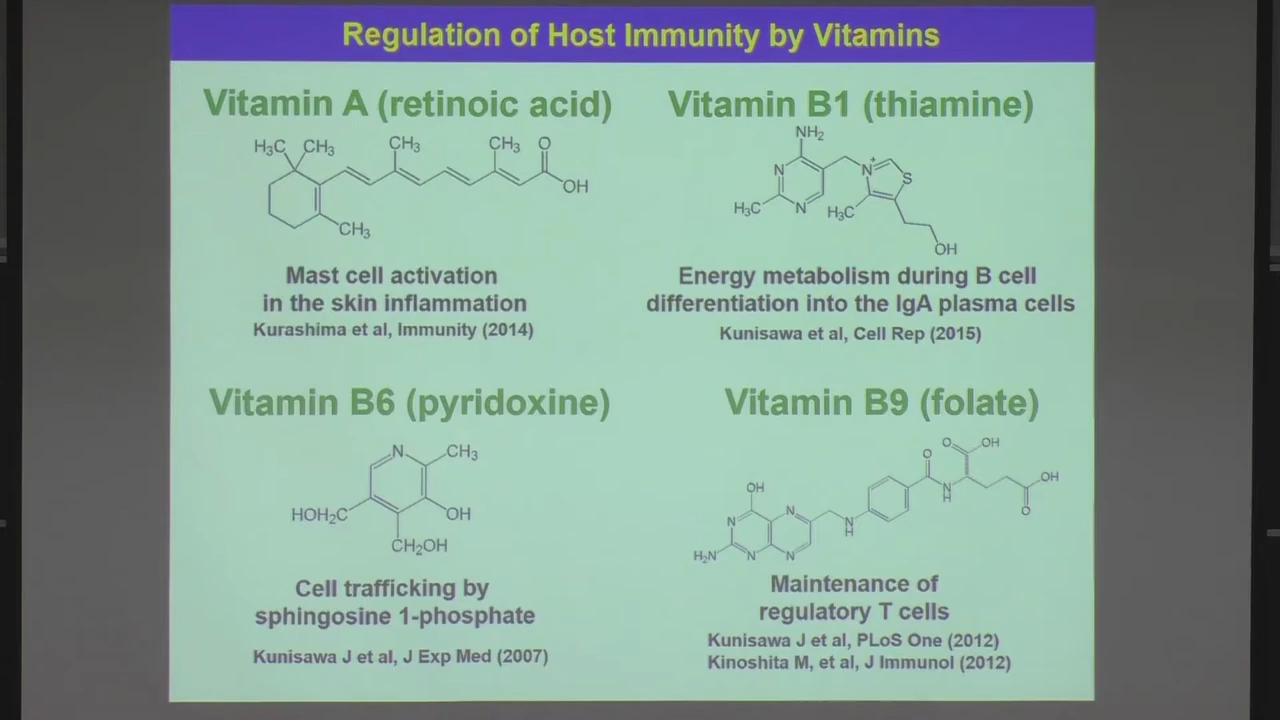 Regulation of Host Immunity by Vitamins
Vitamin A (retinoic acid)
H₃C CH₃ CH₃ CH₃ O
OH
CH₃
Mast cell activation
in the skin inflammation
Kurashima et al, Immunity (2014)
Vitamin B1 (thiamine)
NH₂
N N⁺ S
H₃C N H₃C
OH
Energy metabolism during B cell
differentiation into the IgA plasma cells
Kunisawa et al, Cell Rep (2015)
Vitamin B6 (pyridoxine)
N CH₃
HOH₂C OH
CH₂OH
Cell trafficking by
sphingosine 1-phosphate
Kunisawa J et al, J Exp Med (2007)
Vitamin B9 (folate)
O OH
O
N H OH
OH O
N N N H
H₂N N N
Maintenance of
regulatory T cells
Kunisawa J et al, PLoS One (2012)
Kinoshita M, et al, J Immunol (2012)